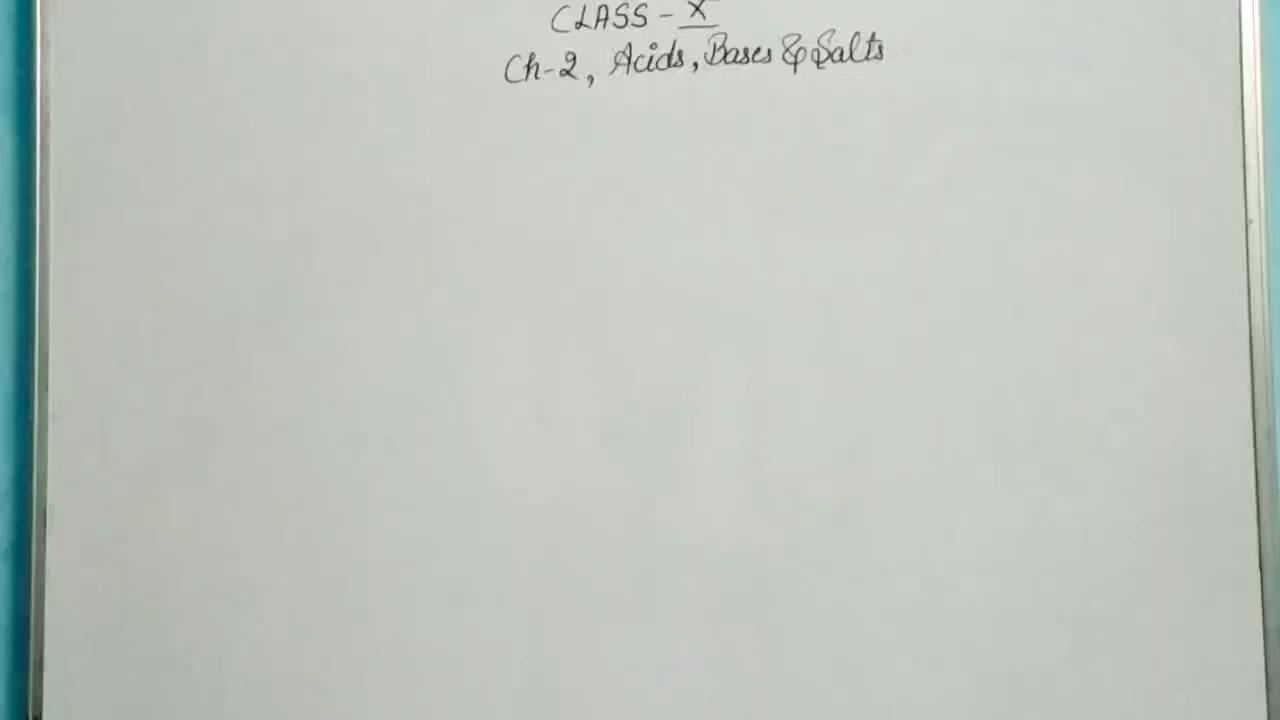 CLASS - X
Ch-2, Acids, Bases & Salts